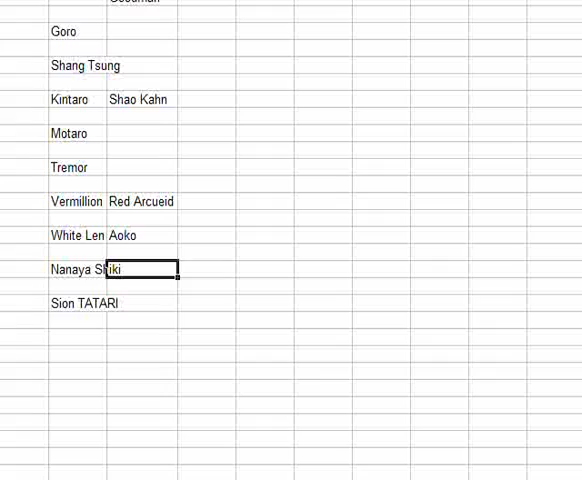 Goro
Shang Tsung
Kintaro Shao Kahn
Motaro
Tremor
Vermillion Red Arcueid
White Len Aoko
Nanaya Shiki
Sion TATARI